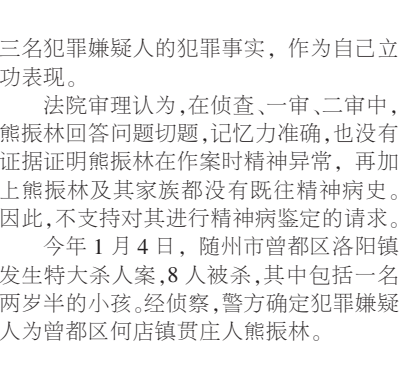 三名犯罪嫌疑人的犯罪事实，作为自己立
功表现。
法院审理认为,在侦查、一审、二审中,
熊振林回答问题切题,记忆力准确,也没有
证据证明熊振林在作案时精神异常，再加
上熊振林及其家族都没有既往精神病史。
因此,不支持对其进行精神病鉴定的请求。
今年 1 月 4 日，随州市曾都区洛阳镇
发生特大杀人案,8 人被杀,其中包括一名
两岁半的小孩。经侦察,警方确定犯罪嫌疑
人为曾都区何店镇贯庄人熊振林。